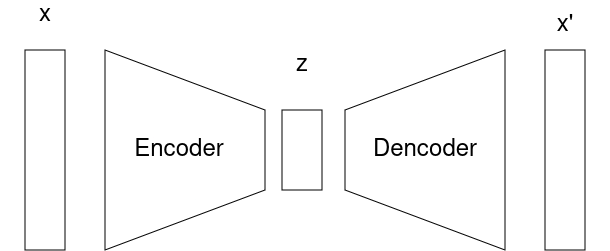 x
x'
z
Encoder
Dencoder